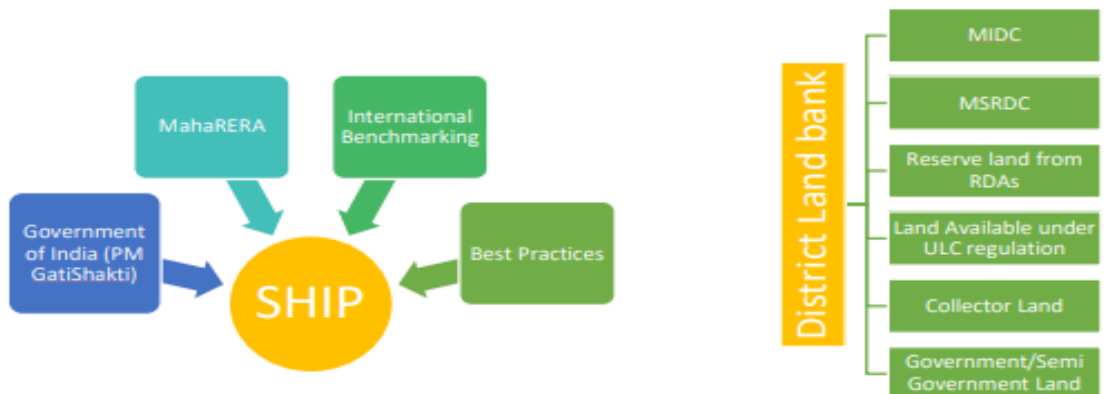 MahaRERA
International
Benchmarking
Government
of India (PM
GatiShakti)
Best Practices
SHIP
District Land bank
MIDC
MSRDC
Reserve land from
RDAs
Land Available under
ULC regulation
Collector Land
Government/Semi
Government Land